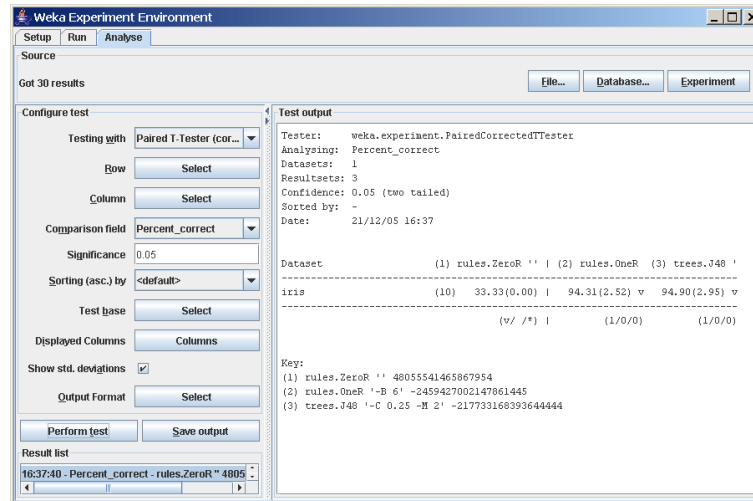 Weka Experiment Environment
Setup Run Analyse
Source
Got 30 results
File... Database... Experiment
Configure test
Testing with Paired T-Tester (cor...
Row Select
Column Select
Comparison field Percent_correct
Significance 0.05
Sorting (asc.) by <default>
Test base Select
Displayed Columns Columns
Show std. deviations
Output Format Select
Perform test Save output
Result list
16:37:40 - Percent_correct - rules.ZeroR '' 4805
Test output
Tester: weka.experiment.PairedCorrectedTTester
Analysing: Percent_correct
Datasets: 1
Resultsets: 3
Confidence: 0.05 (two tailed)
Sorted by: -
Date: 21/12/05 16:37
Dataset (1) rules.ZeroR '' | (2) rules.OneR (3) trees.J48 '
iris (10) 33.33(0.00) | 94.31(2.52) v 94.90(2.95) v
(v/ /*) | (1/0/0) (1/0/0)
Key:
(1) rules.ZeroR '' 48055541465867954
(2) rules.OneR '-B 6' -2459427002147861445
(3) trees.J48 '-C 0.25 -M 2' -217733168393644444